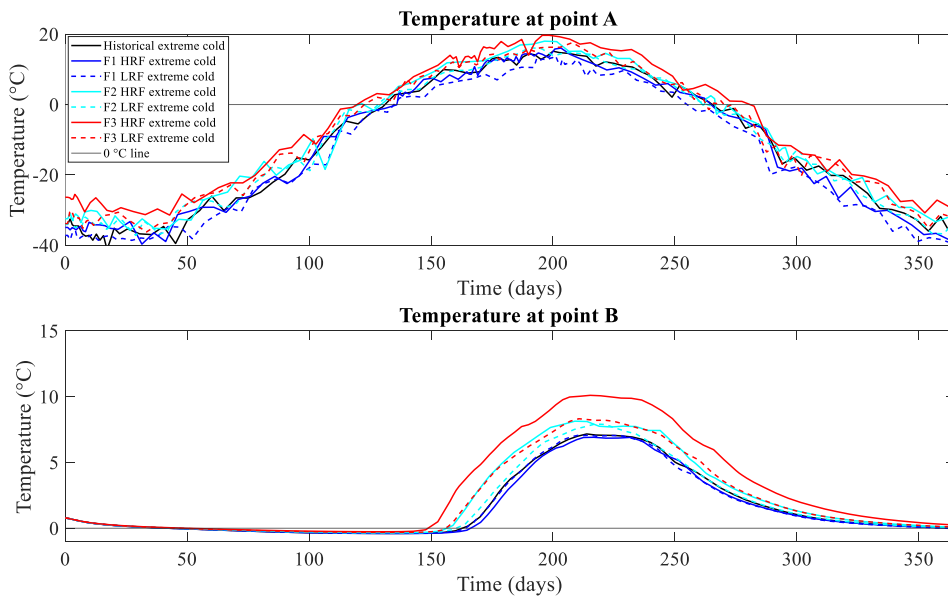 Temperature at point A
20
0
-20
-40
Temperature (°C)
Historical extreme cold
F1 HRF extreme cold
F1 LRF extreme cold
F2 HRF extreme cold
F2 LRF extreme cold
F3 HRF extreme cold
F3 LRF extreme cold
0 °C line
0 50 100 150 200 250 300 350
Time (days)
Temperature at point B
15
10
5
0
Temperature (°C)
0 50 100 150 200 250 300 350
Time (days)